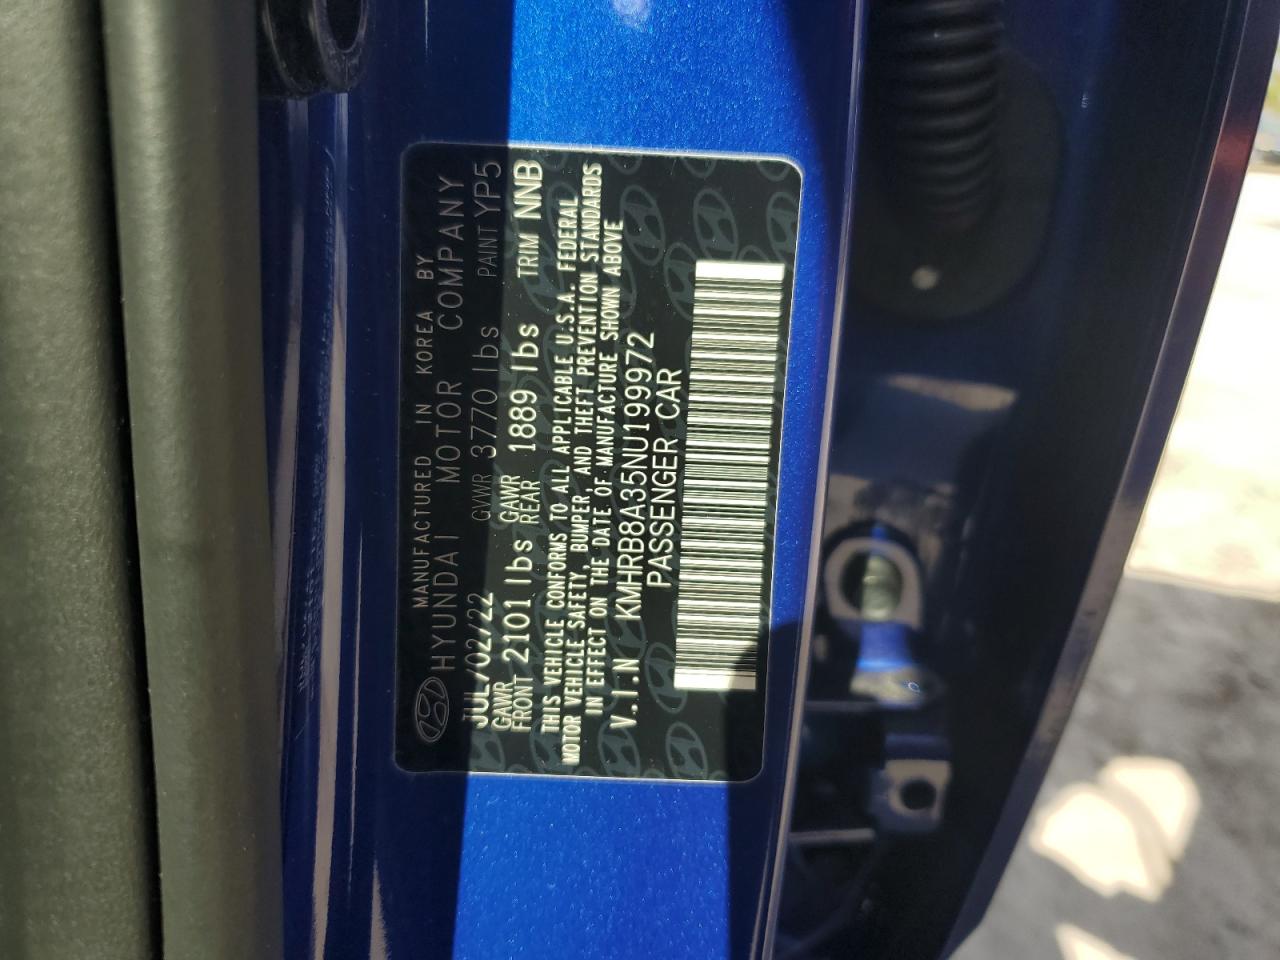 MANUFACTURED IN KOREA BY
HYUNDAI MOTOR COMPANY
JUL/02/22 GVWR 3770 lbs PAINT YP5
GAWR FRONT 2101 lbs GAWR REAR 1889 lbs TRIM NNB
THIS VEHICLE CONFORMS TO ALL APPLICABLE U.S.A. FEDERAL
MOTOR VEHICLE SAFETY, BUMPER, AND THEFT PREVENTION STANDARDS
IN EFFECT ON THE DATE OF MANUFACTURE SHOWN ABOVE
V.I.N KMHRB8A35NU199972
PASSENGER CAR